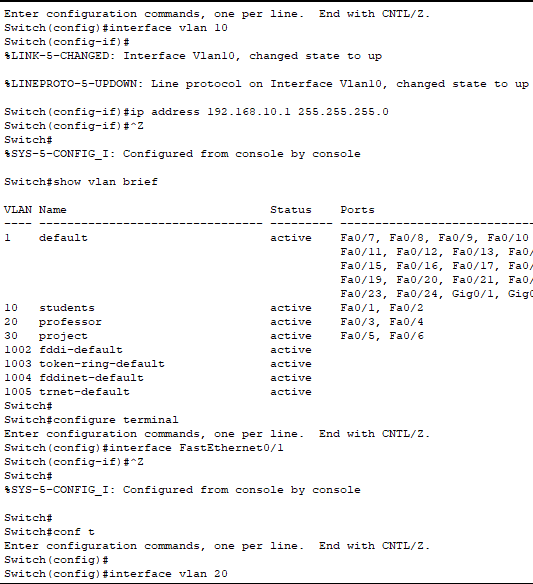 Enter configuration commands, one per line.  End with CNTL/Z.
Switch(config)#interface vlan 10
Switch(config-if)#
%LINK-5-CHANGED: Interface Vlan10, changed state to up
%LINEPROTO-5-UPDOWN: Line protocol on Interface Vlan10, changed state to up
Switch(config-if)#ip address 192.168.10.1 255.255.255.0
Switch(config-if)#^Z
Switch#
%SYS-5-CONFIG_I: Configured from console by console
Switch#show vlan brief
VLAN Name                             Status    Ports
---- -------------------------------- --------- -----------------------------
1    default                          active    Fa0/7, Fa0/8, Fa0/9, Fa0/10
                                                Fa0/11, Fa0/12, Fa0/13, Fa0/
                                                Fa0/15, Fa0/16, Fa0/17, Fa0/
                                                Fa0/19, Fa0/20, Fa0/21, Fa0/
                                                Fa0/23, Fa0/24, Gig0/1, Gig0
10   students                         active    Fa0/1, Fa0/2
20   professor                        active    Fa0/3, Fa0/4
30   project                          active    Fa0/5, Fa0/6
1002 fddi-default                     active
1003 token-ring-default               active
1004 fddinet-default                  active
1005 trnet-default                    active
Switch#
Switch#configure terminal
Enter configuration commands, one per line.  End with CNTL/Z.
Switch(config)#interface FastEthernet0/1
Switch(config-if)#^Z
Switch#
%SYS-5-CONFIG_I: Configured from console by console
Switch#
Switch#conf t
Enter configuration commands, one per line.  End with CNTL/Z.
Switch(config)#
Switch(config)#interface vlan 20